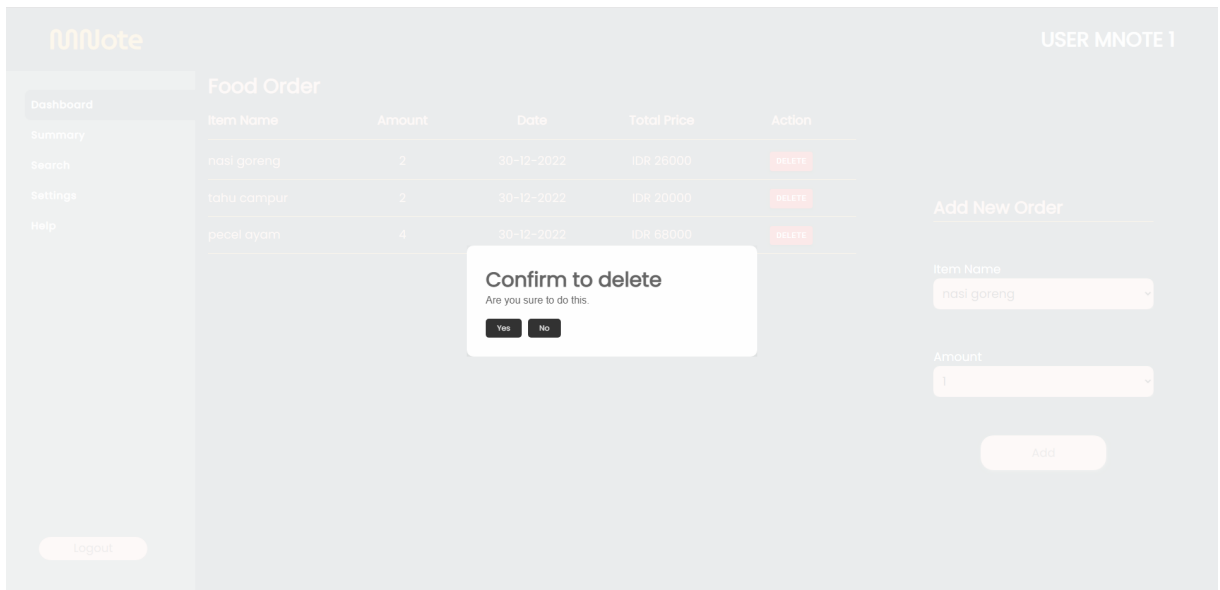 MNote
USER MNOTE 1
Dashboard
Summary
Search
Settings
Help
Logout
Food Order
Item Name Amount Date Total Price Action
nasi goreng 2 30-12-2022 IDR 26000 DELETE
tahu campur 2 30-12-2022 IDR 20000 DELETE
pecel ayam 4 30-12-2022 IDR 68000 DELETE
Confirm to delete
Are you sure to do this.
Yes No
Add New Order
Item Name
nasi goreng
Amount
1
Add